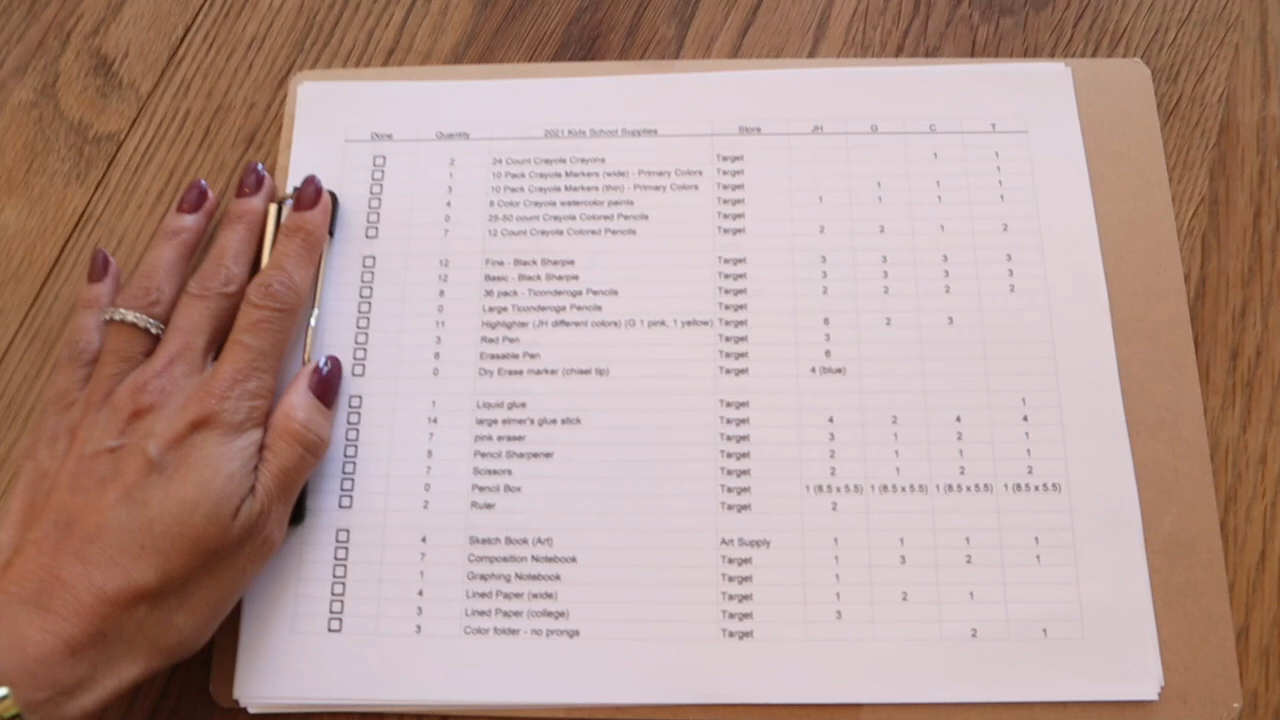 Done Quantity 2021 Kids School Supplies Store JH G C T
2 24 Count Crayola Crayons Target 1 1
1 10 Pack Crayola Markers (wide) - Primary Colors Target 1
3 10 Pack Crayola Markers (thin) - Primary Colors Target 1 1 1
4 8 Color Crayola watercolor paints Target 1 1 1 1
0 25-50 count Crayola Colored Pencils Target
7 12 Count Crayola Colored Pencils Target 2 2 1 2
12 Fine - Black Sharpie Target 3 3 3 3
12 Basic - Black Sharpie Target 3 3 3 3
8 36 pack - Ticonderoga Pencils Target 2 2 2 2
0 Large Ticonderoga Pencils Target
11 Highlighter (JH different colors) (G 1 pink, 1 yellow) Target 6 2 3
3 Red Pen Target 3
6 Erasable Pen Target 6
0 Dry Erase marker (chisel tip) Target 4 (blue)
1 Liquid glue Target 1
14 large elmer's glue stick Target 4 2 4 4
7 pink eraser Target 3 1 2 1
5 Pencil Sharpener Target 2 1 1 1
7 Scissors Target 2 1 2 2
0 Pencil Box Target 1 (8.5 x 5.5) 1 (8.5 x 5.5) 1 (8.5 x 5.5) 1 (8.5 x 5.5)
2 Ruler Target 2
4 Sketch Book (Art) Art Supply 1 1 1 1
7 Composition Notebook Target 1 3 2 1
1 Graphing Notebook Target 1
4 Lined Paper (wide) Target 1 2 1
3 Lined Paper (college) Target 3
3 Color folder - no prongs Target 2 1